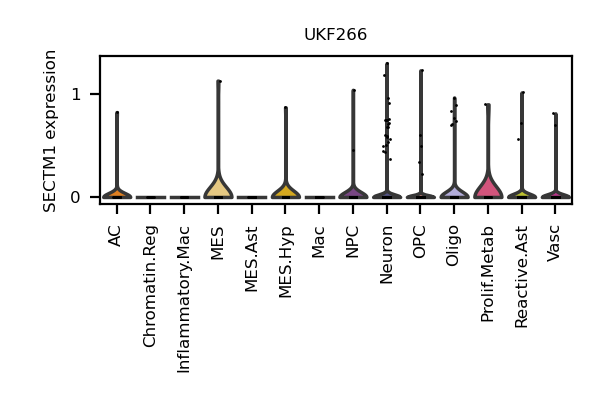 UKF266
SECTM1 expression
1
0
AC
Chromatin.Reg
Inflammatory.Mac
MES
MES.Ast
MES.Hyp
Mac
NPC
Neuron
OPC
Oligo
Prolif.Metab
Reactive.Ast
Vasc